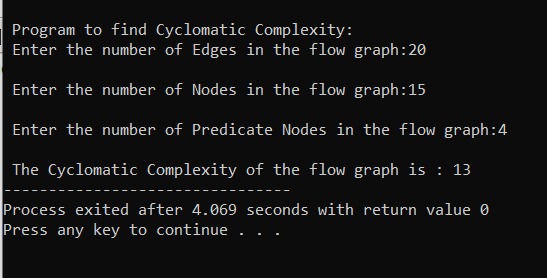 Program to find Cyclomatic Complexity:
Enter the number of Edges in the flow graph:20
Enter the number of Nodes in the flow graph:15
Enter the number of Predicate Nodes in the flow graph:4
The Cyclomatic Complexity of the flow graph is : 13
--------------------------------
Process exited after 4.069 seconds with return value 0
Press any key to continue . . .